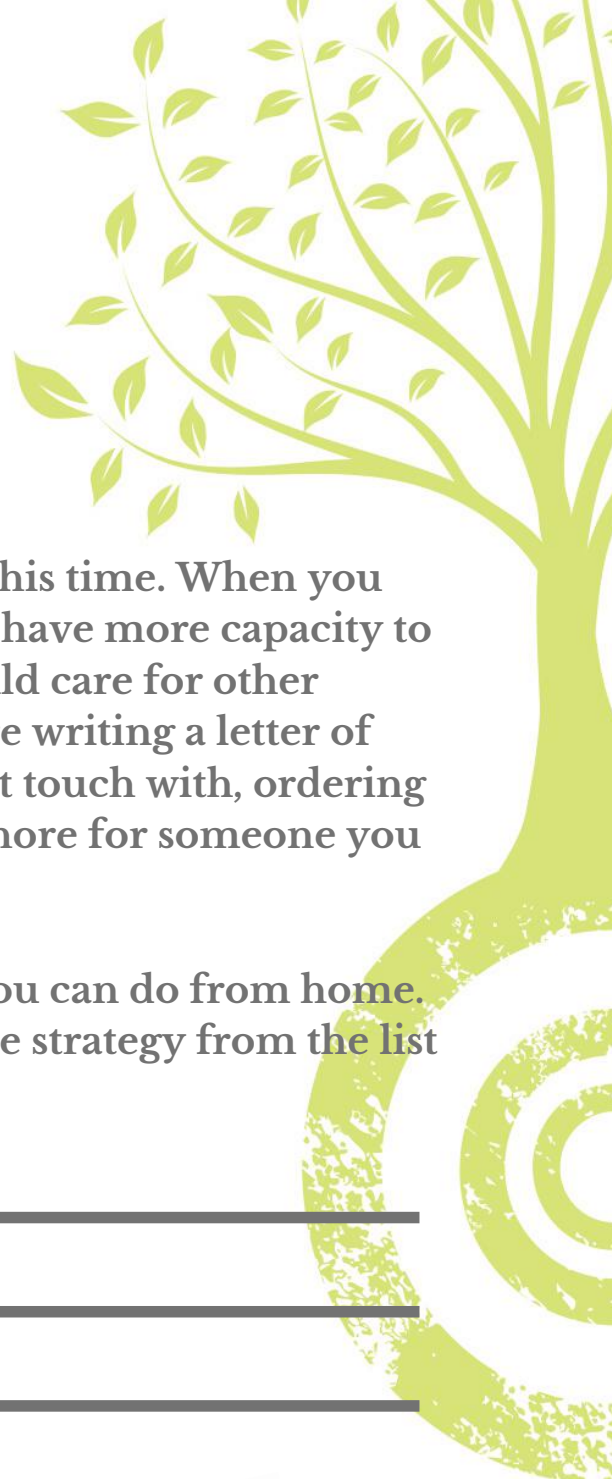 his time. When you
have more capacity to
ld care for other
e writing a letter of
t touch with, ordering
nore for someone you
ou can do from home.
e strategy from the list